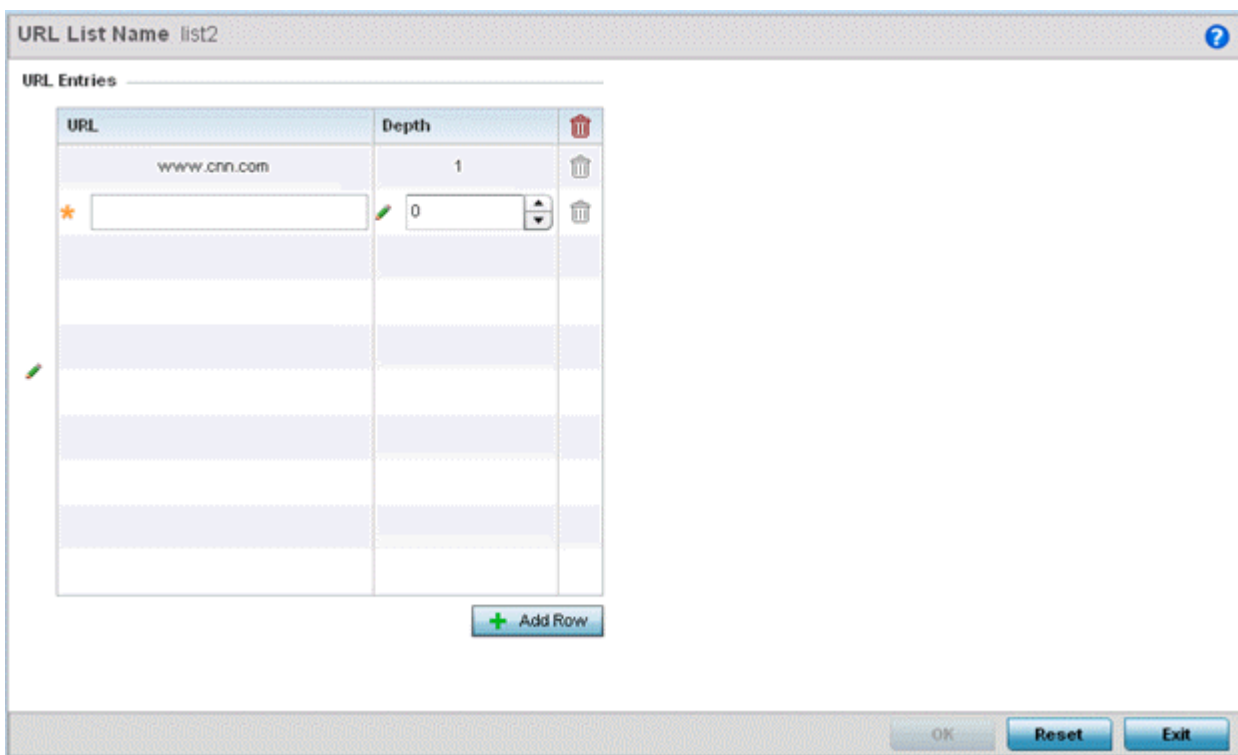 URL List Name list2
?
URL Entries
URL Depth
www.cnn.com 1
* 0
+ Add Row
OK Reset Exit